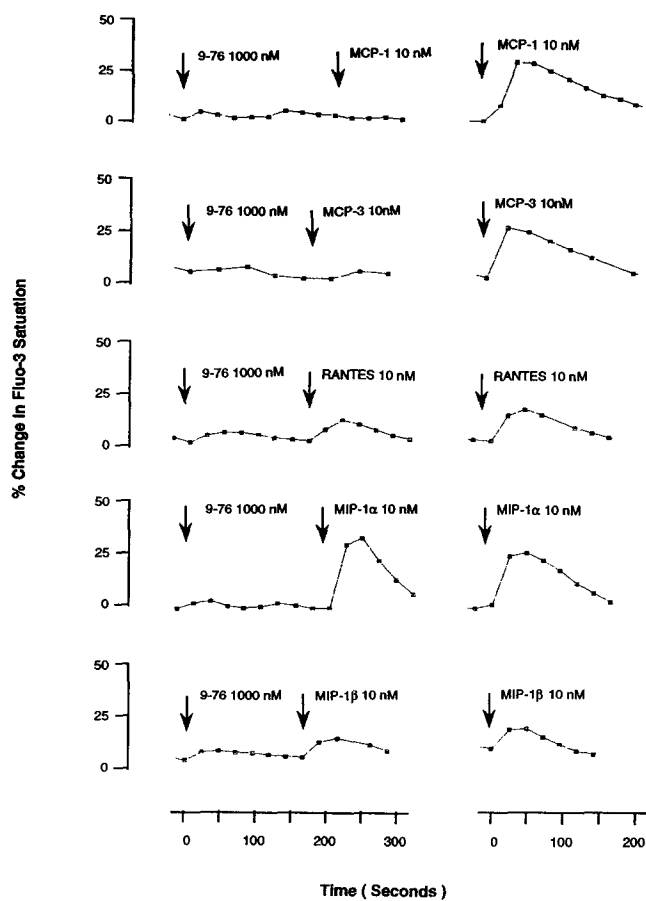 50
25
0
9-76 1000 nM
MCP-1 10 nM
MCP-1 10 nM
50
25
0
9-76 1000 nM
MCP-3 10nM
MCP-3 10nM
50
25
0
9-76 1000 nM
RANTES 10 nM
RANTES 10 nM
50
25
0
9-76 1000 nM
MIP-1α 10 nM
MIP-1α 10 nM
50
25
0
9-76 1000 nM
MIP-1β 10 nM
MIP-1β 10 nM
% Change in Fluo-3 Satuation
0 100 200 300
0 100 200
Time ( Seconds )